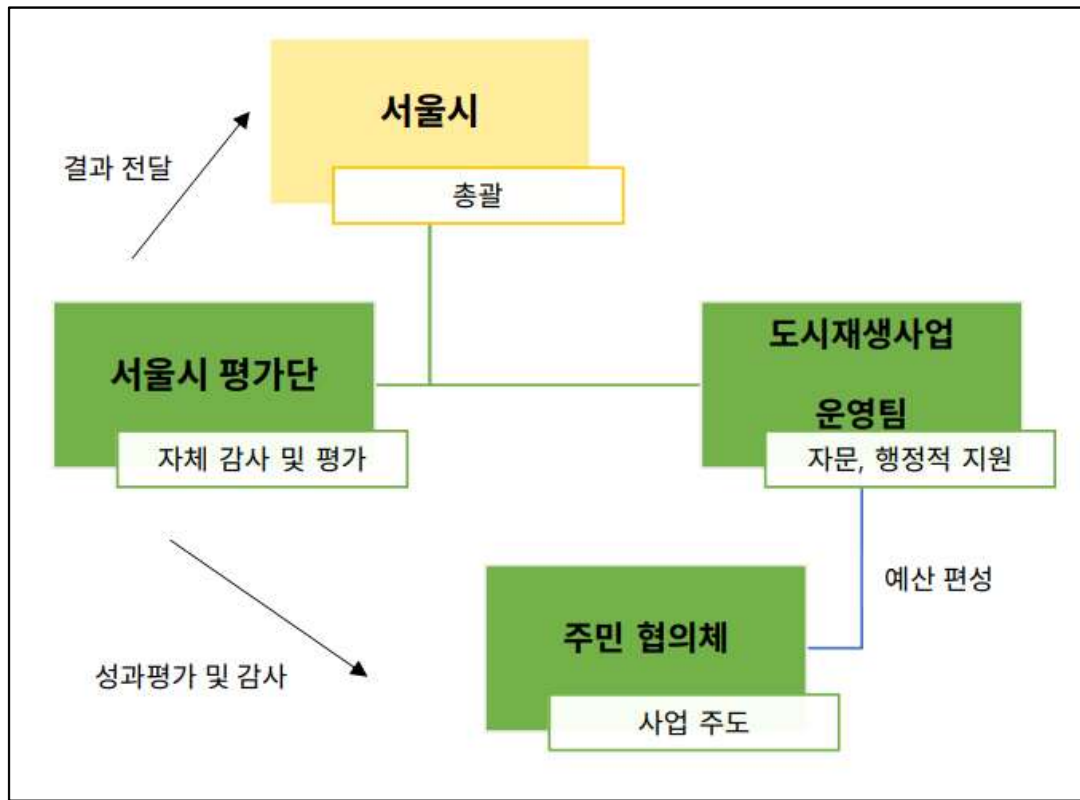 서울시
총괄
결과 전달
서울시 평가단
자체 감사 및 평가
도시재생사업
운영팀
자문, 행정적 지원
예산 편성
주민 협의체
사업 주도
성과평가 및 감사